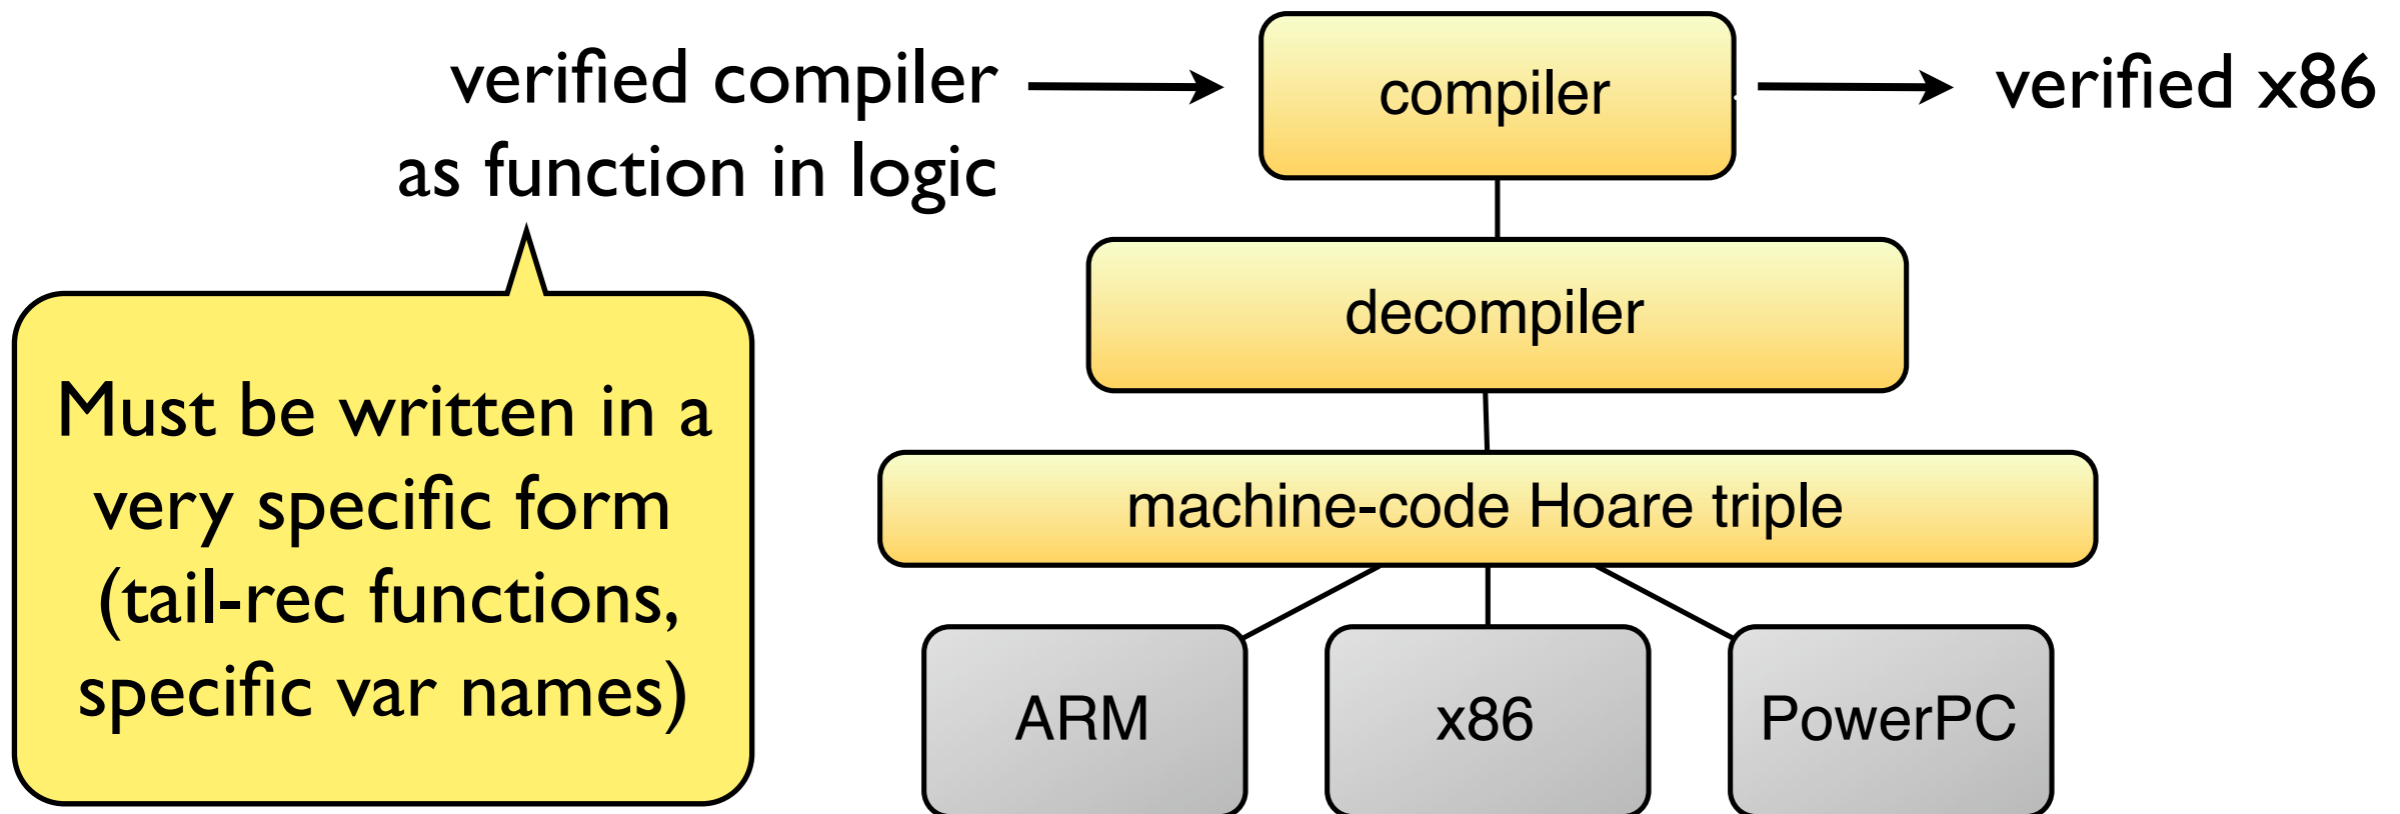 verified compiler
as function in logic
compiler
verified x86
Must be written in a
very specific form
(tail-rec functions,
specific var names)
decompiler
machine-code Hoare triple
ARM
x86
PowerPC